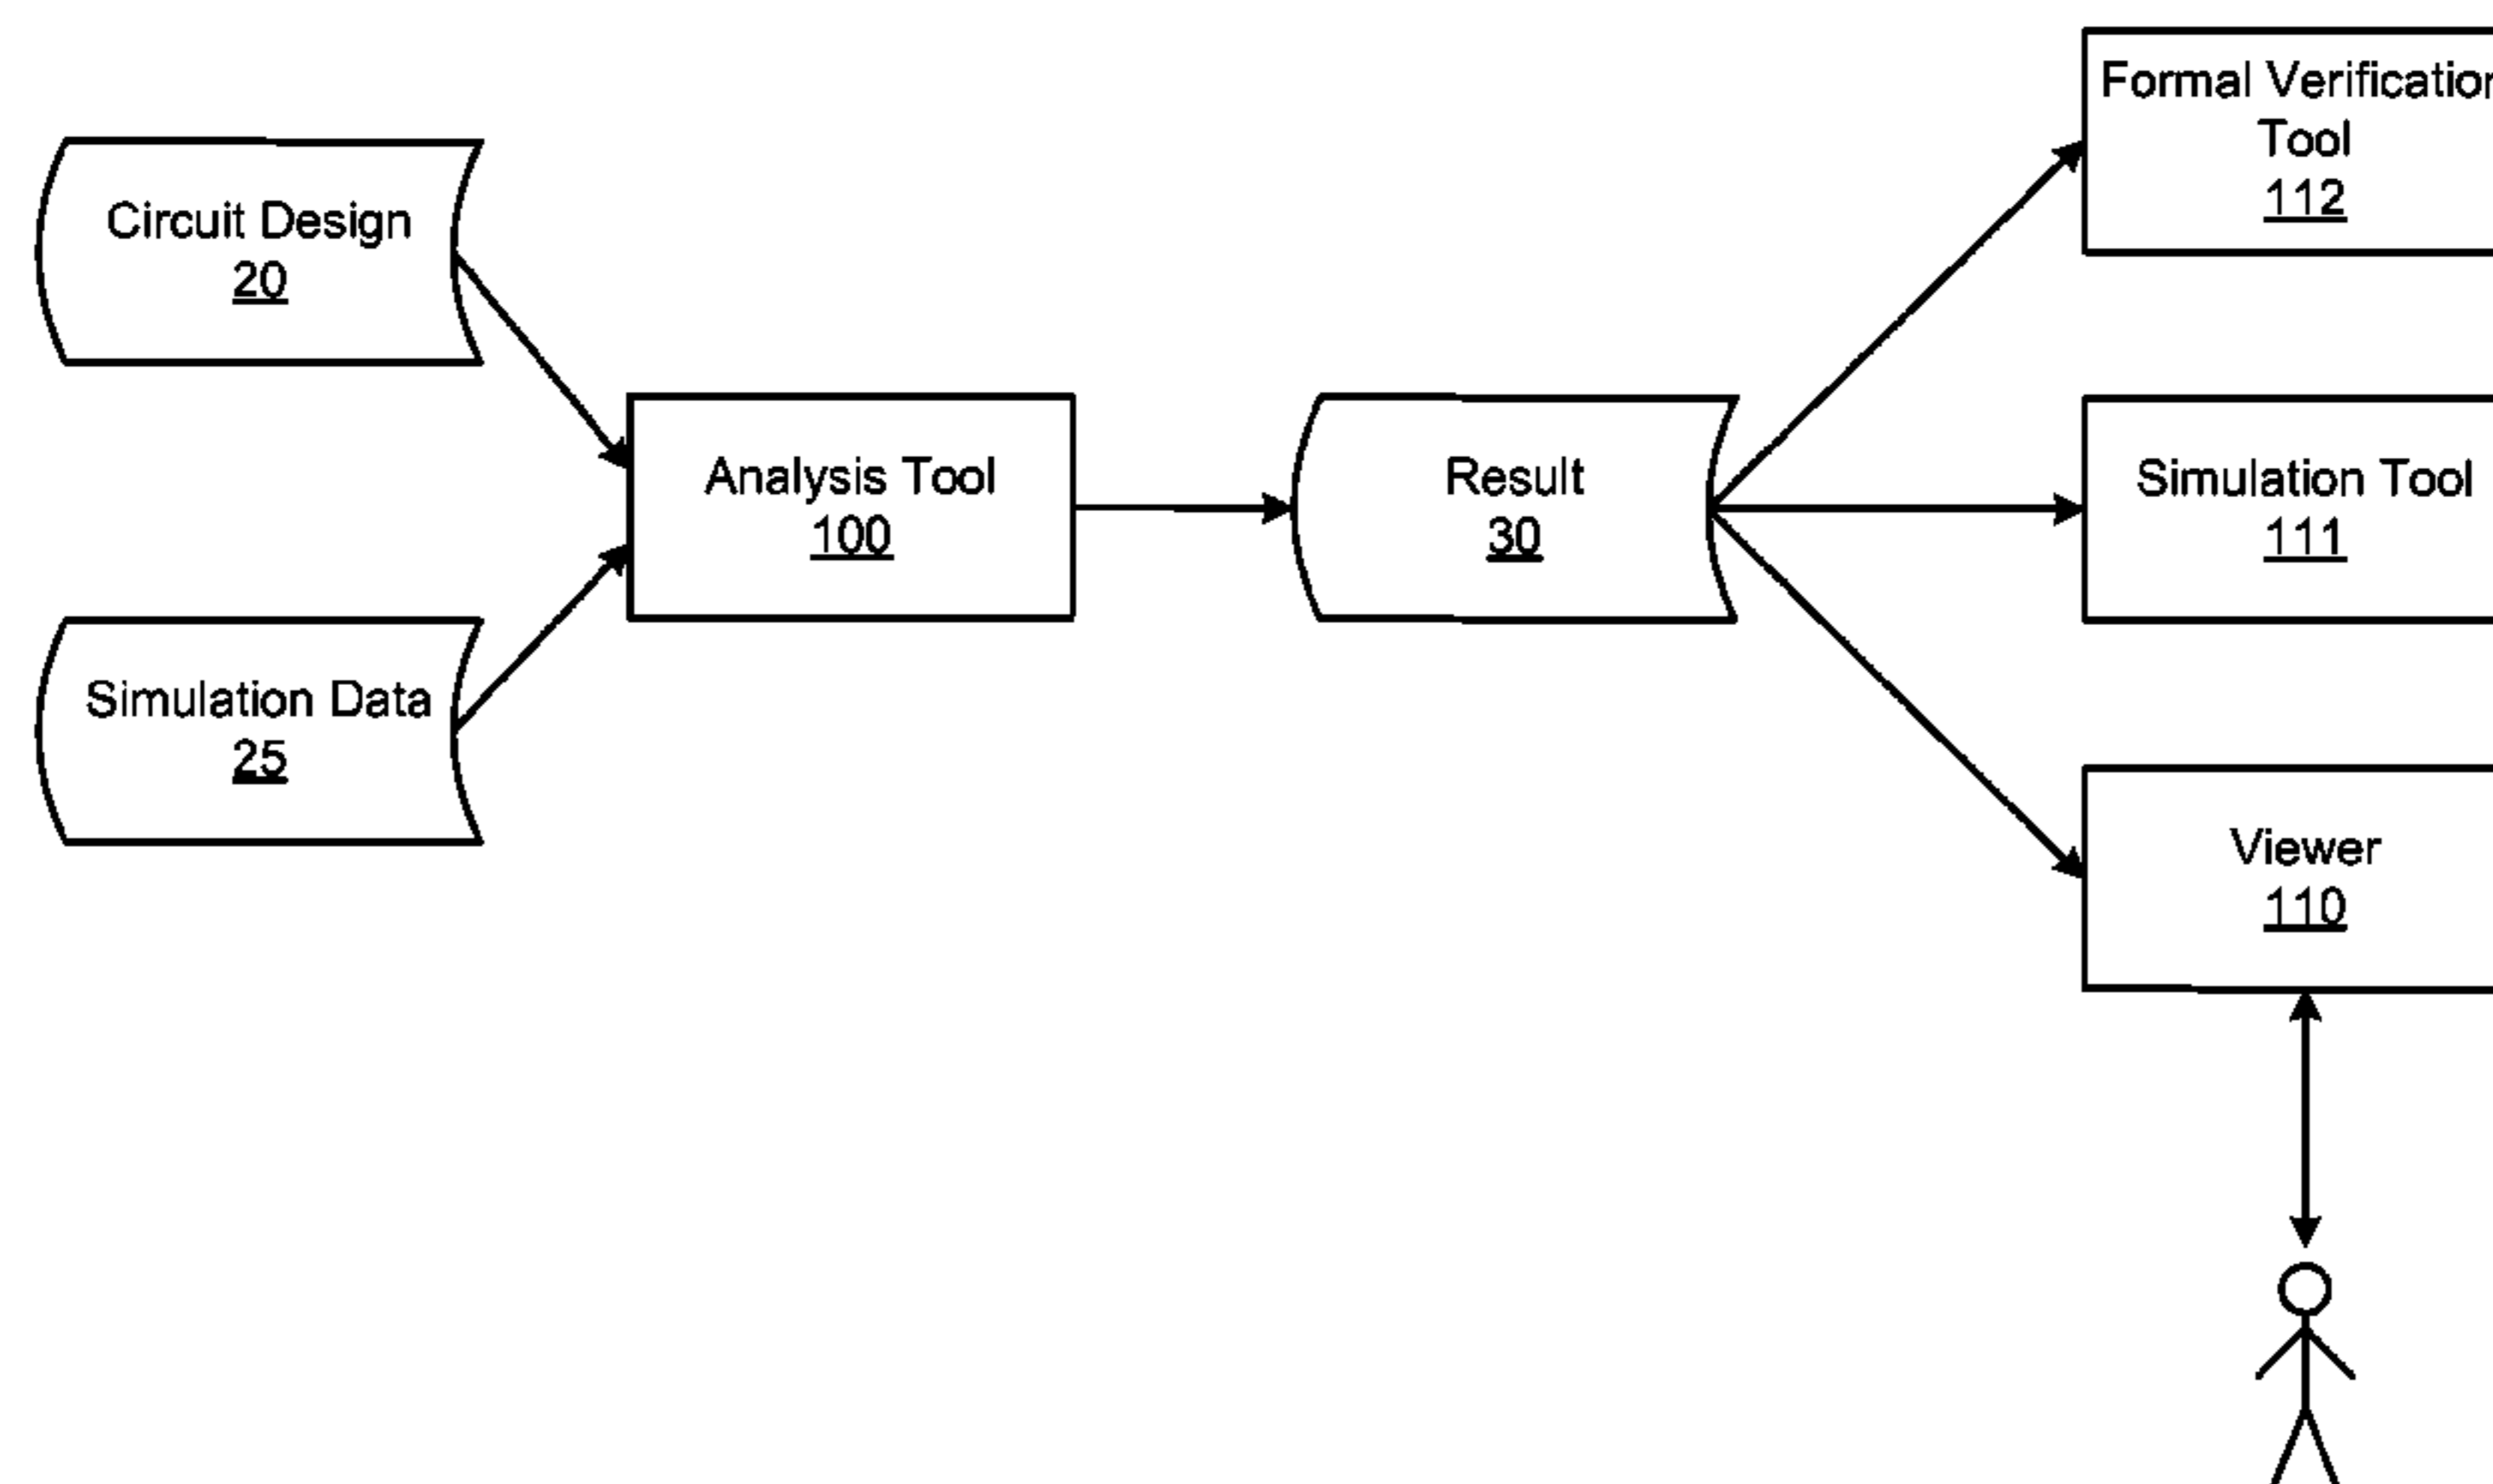 Circuit Design
20
Simulation Data
25
Analysis Tool
100
Result
30
Formal Verification
Tool
112
Simulation Tool
111
Viewer
110